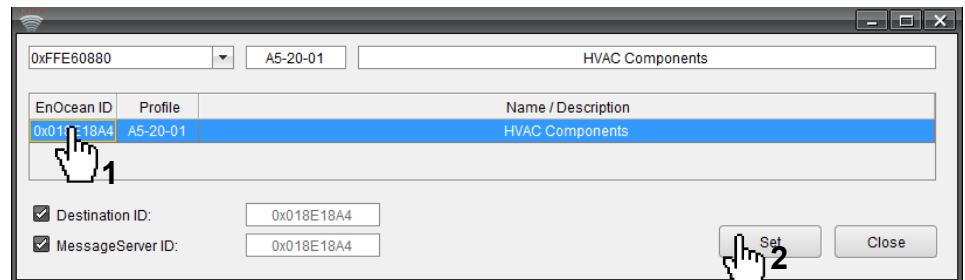 0xFFE60880 A5-20-01 HVAC Components
EnOcean ID Profile Name / Description
0x018E18A4 A5-20-01 HVAC Components
1
Destination ID: 0x018E18A4
MessageServer ID: 0x018E18A4
Set Close
2